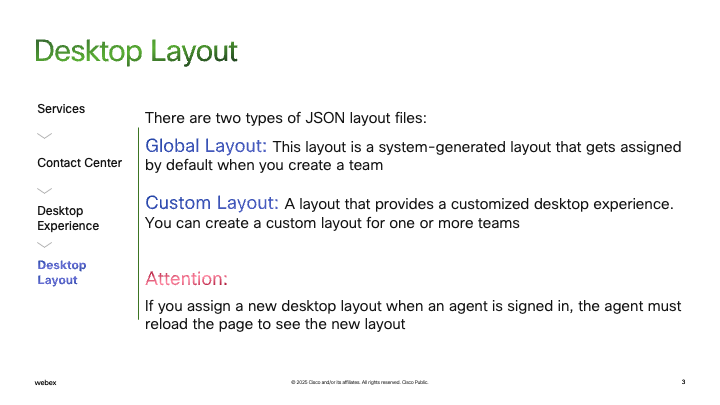 Desktop Layout
Services
Contact Center
Desktop
Experience
Desktop
Layout
There are two types of JSON layout files:
Global Layout: This layout is a system-generated layout that gets assigned
by default when you create a team
Custom Layout: A layout that provides a customized desktop experience.
You can create a custom layout for one or more teams
Attention:
If you assign a new desktop layout when an agent is signed in, the agent must
reload the page to see the new layout
webex
© 2025 Cisco and/or its affiliates. All rights reserved. Cisco Public.
3